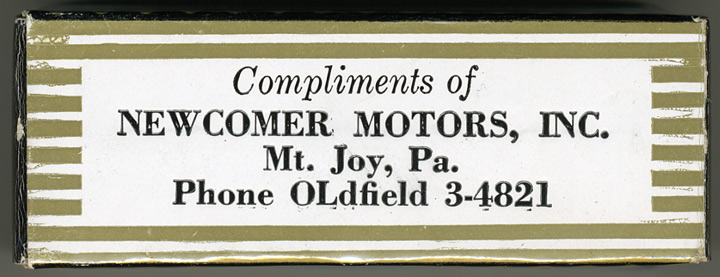 Compliments of
NEWCOMER MOTORS, INC.
Mt. Joy, Pa.
Phone OLdfield 3-4821